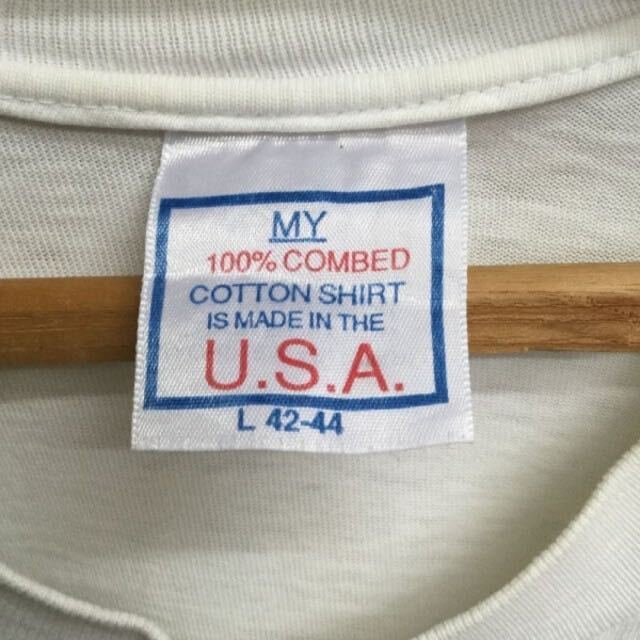 MY
100% COMBED
COTTON SHIRT
IS MADE IN THE
U.S.A.
L 42-44